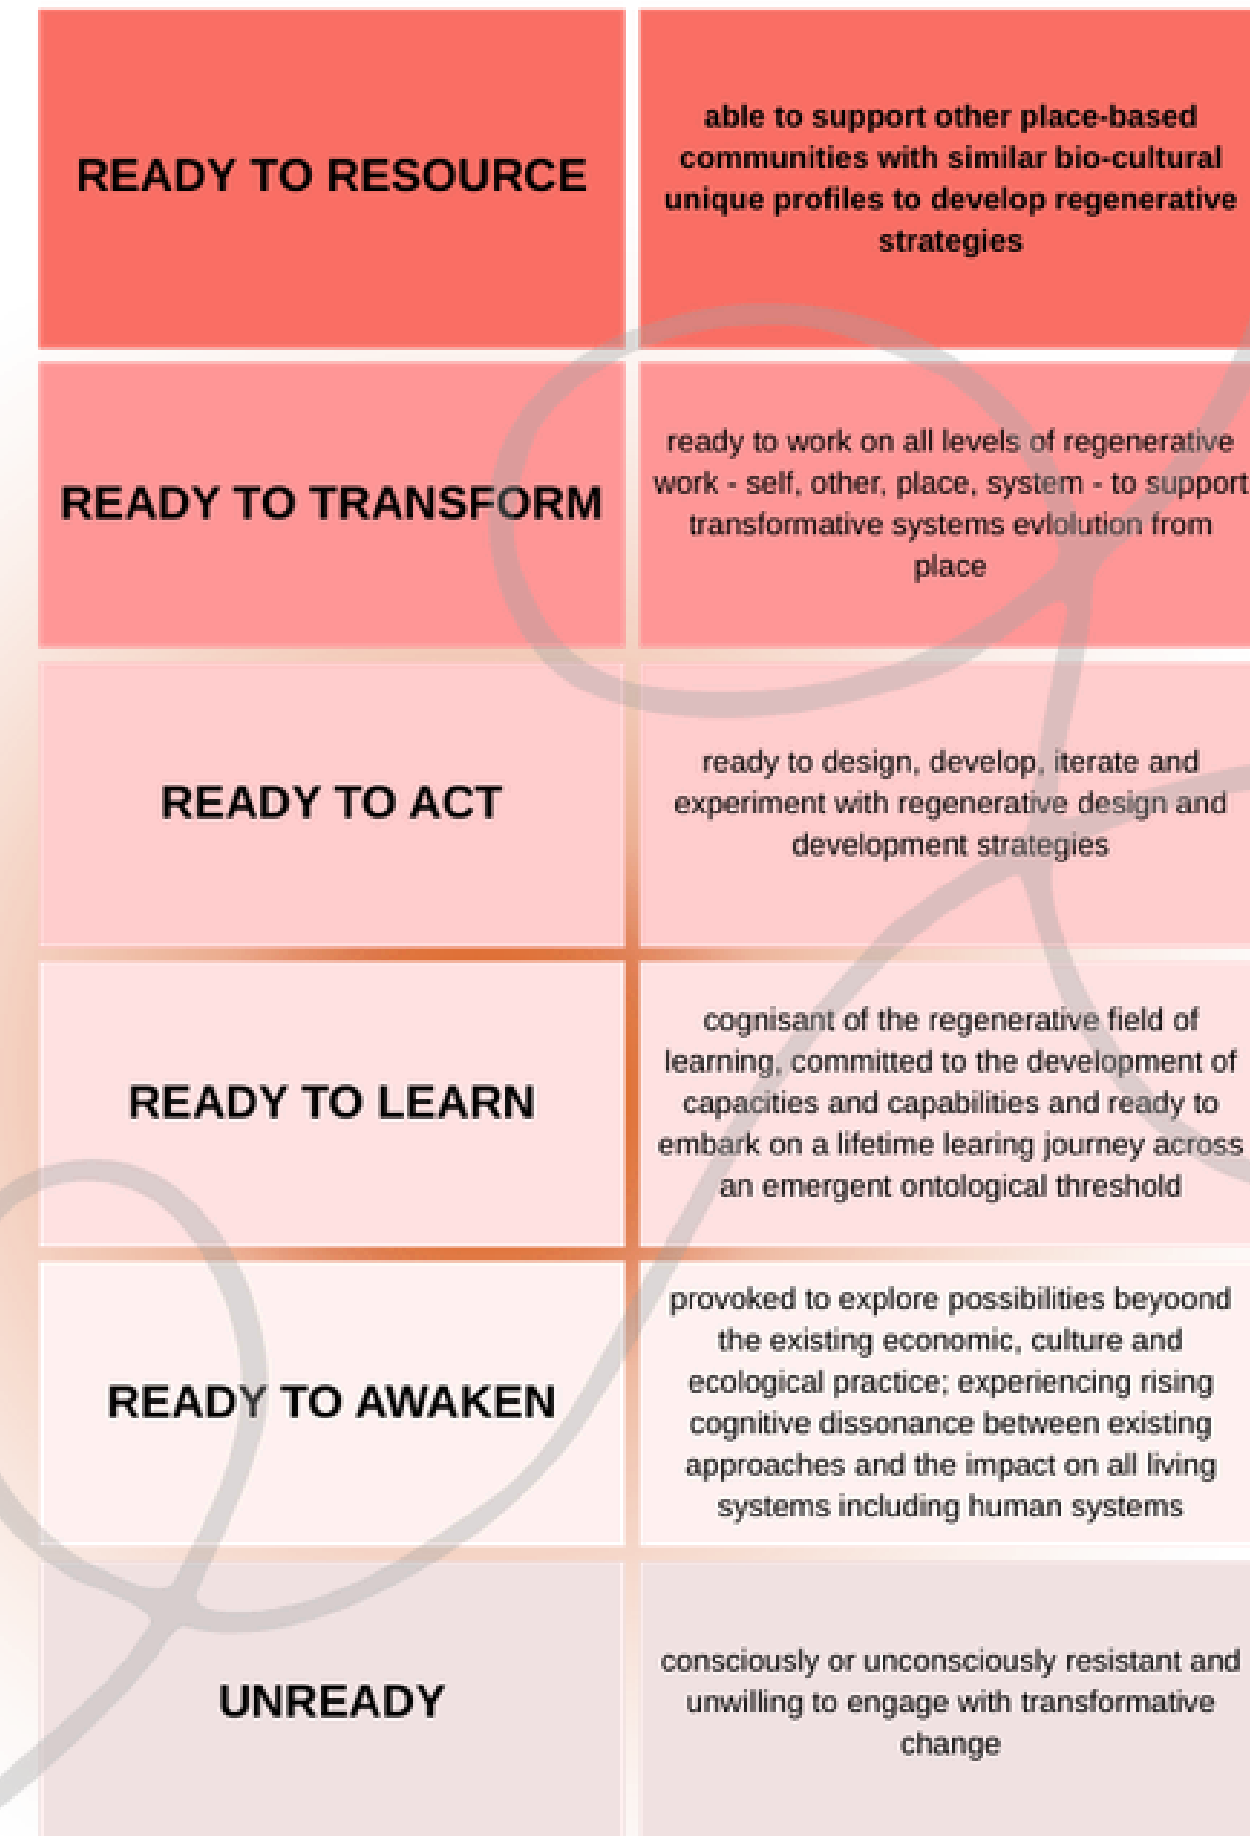 READY TO RESOURCE
able to support other place-based
communities with similar bio-cultural
unique profiles to develop regenerative
strategies
READY TO TRANSFORM
ready to work on all levels of regenerative
work - self, other, place, system - to support
transformative systems evlolution from
place
READY TO ACT
ready to design, develop, iterate and
experiment with regenerative design and
development strategies
READY TO LEARN
cognisant of the regenerative field of
learning, committed to the development of
capacities and capabilities and ready to
embark on a lifetime learing journey across
an emergent ontological threshold
READY TO AWAKEN
provoked to explore possibilities beyoond
the existing economic, culture and
ecological practice; experiencing rising
cognitive dissonance between existing
approaches and the impact on all living
systems including human systems
UNREADY
consciously or unconsciously resistant and
unwilling to engage with transformative
change